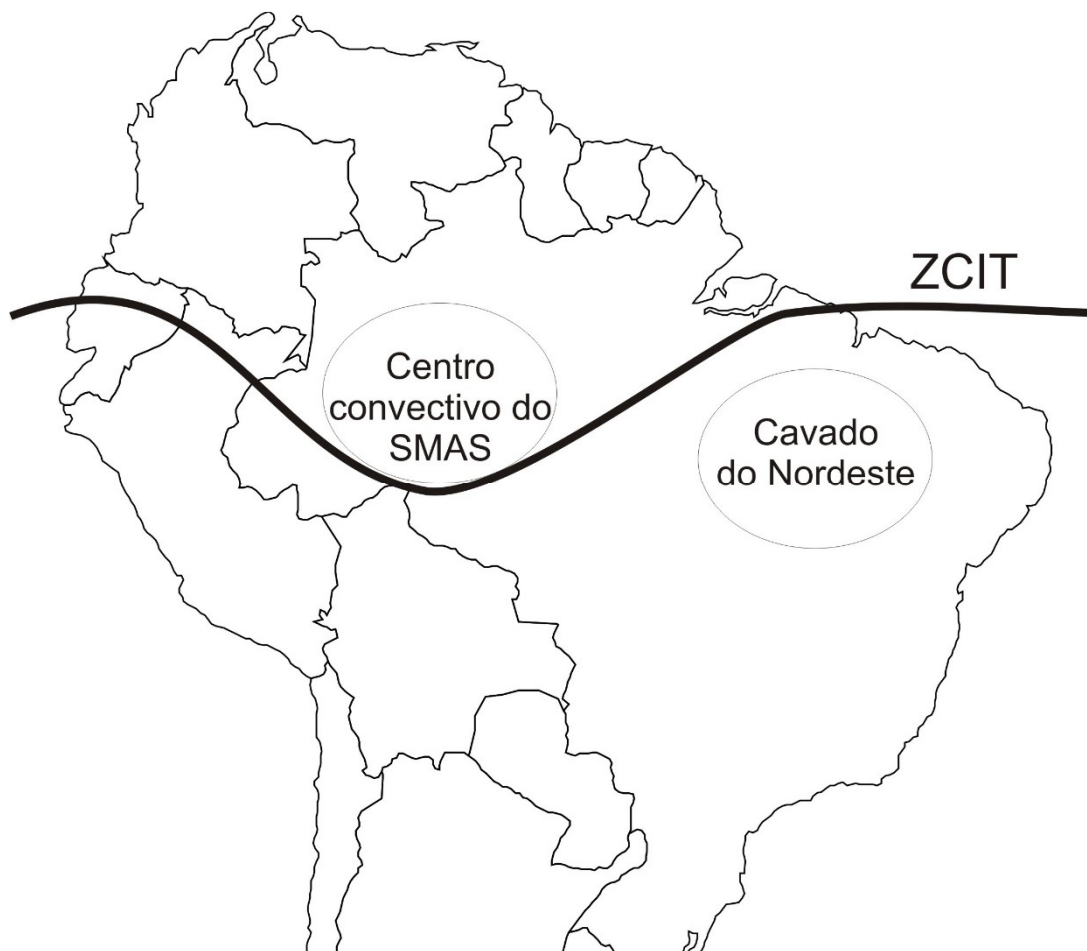 ZCIT
Centro
convectivo do
SMAS
Cavado
do Nordeste